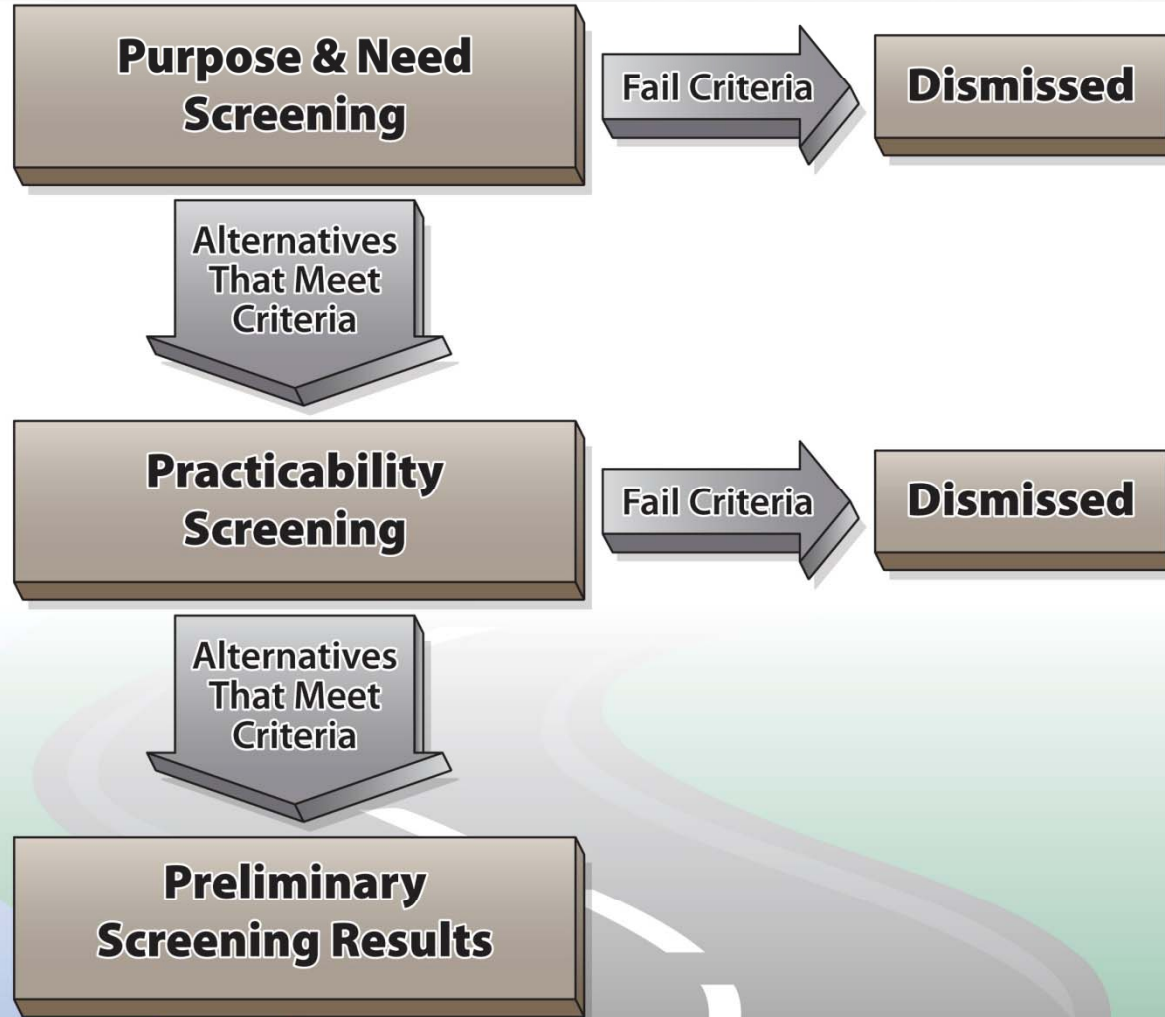 Purpose & Need
Screening
Fail Criteria
Dismissed
Alternatives
That Meet
Criteria
Practicability
Screening
Fail Criteria
Dismissed
Alternatives
That Meet
Criteria
Preliminary
Screening Results